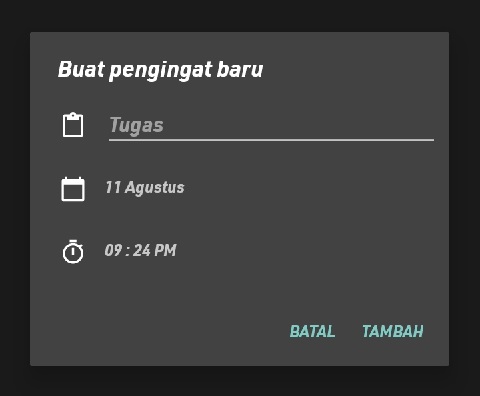 Buat pengingat baru
Tugas
11 Agustus
09 : 24 PM
BATAL TAMBAH